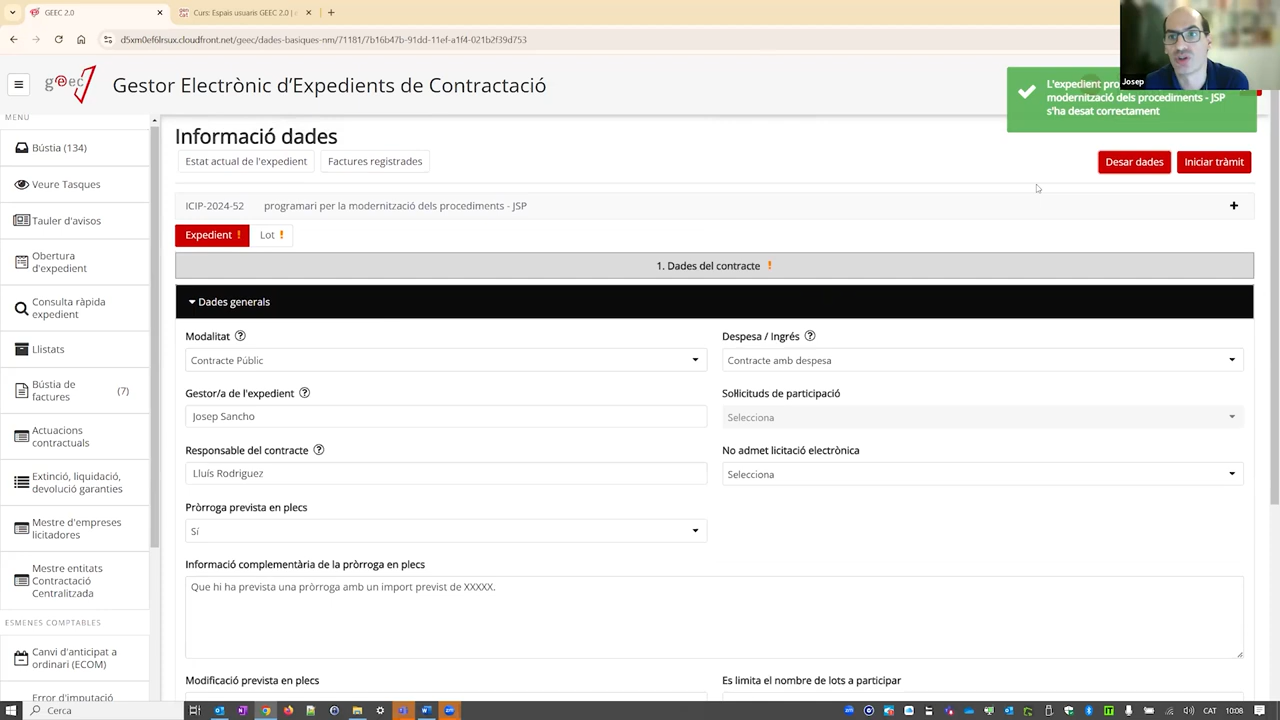 GEEC 2.0
Curs: Espais usuaris GEEC 2.0 | 
d5xm0ef6lrsux.cloudfront.net/geec/dades-basiques-nm/71181/7b16b47b-91dd-11ef-a1f4-021b2f39d753
geec
Gestor Electrònic d'Expedients de Contractació
Josep
L'expedient
modernització dels procediments - JSP
s'ha desat correctament
MENÚ
Bústia (134)
Veure Tasques
Tauler d'avisos
Obertura
d'expedient
Consulta ràpida
expedient
Llistats
Bústia de
factures
(7)
Actuacions
contractuals
Extinció, liquidació,
devolució garanties
Mestre d'empreses
licitadores
Mestre entitats
Contractació
Centralitzada
ESMENES COMPTABLES
Canvi d'anticipat a
ordinari (ECOM)
Error d'imputació
Informació dades
Estat actual de l'expedient
Factures registrades
Desar dades
Iniciar tràmit
ICIP-2024-52 programari per la modernització dels procediments - JSP
Expedient !
Lot !
1. Dades del contracte !
Dades generals
Modalitat
Contracte Públic
Despesa / Ingrés
Contracte amb despesa
Gestor/a de l'expedient
Josep Sancho
Sol·licituds de participació
Selecciona
Responsable del contracte
Lluís Rodriguez
No admet licitació electrònica
Selecciona
Pròrroga prevista en plecs
Sí
Informació complementària de la pròrroga en plecs
Que hi ha prevista una pròrroga amb un import previst de XXXXX.
Modificació prevista en plecs
Es limita el nombre de lots a participar
Cerca
CAT
10:08